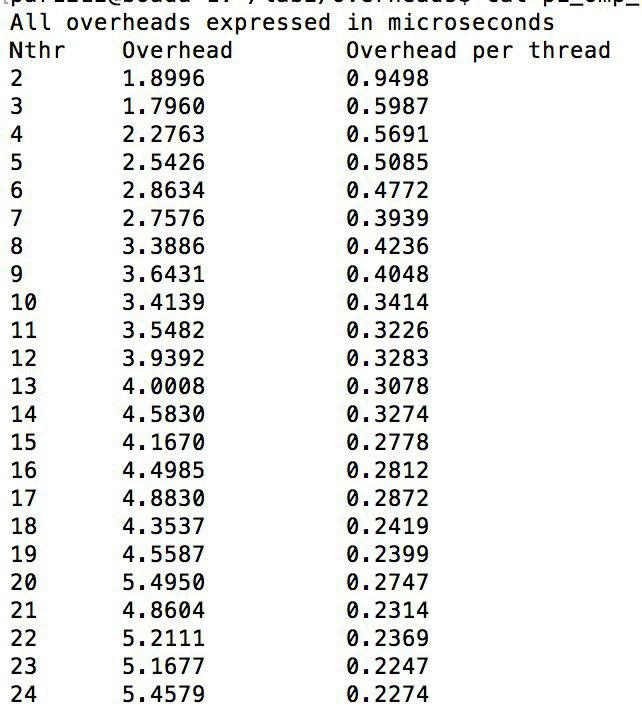 All overheads expressed in microseconds
Nthr Overhead Overhead per thread
2 1.8996 0.9498
3 1.7960 0.5987
4 2.2763 0.5691
5 2.5426 0.5085
6 2.8634 0.4772
7 2.7576 0.3939
8 3.3886 0.4236
9 3.6431 0.4048
10 3.4139 0.3414
11 3.5482 0.3226
12 3.9392 0.3283
13 4.0008 0.3078
14 4.5830 0.3274
15 4.1670 0.2778
16 4.4985 0.2812
17 4.8830 0.2872
18 4.3537 0.2419
19 4.5587 0.2399
20 5.4950 0.2747
21 4.8604 0.2314
22 5.2111 0.2369
23 5.1677 0.2247
24 5.4579 0.2274